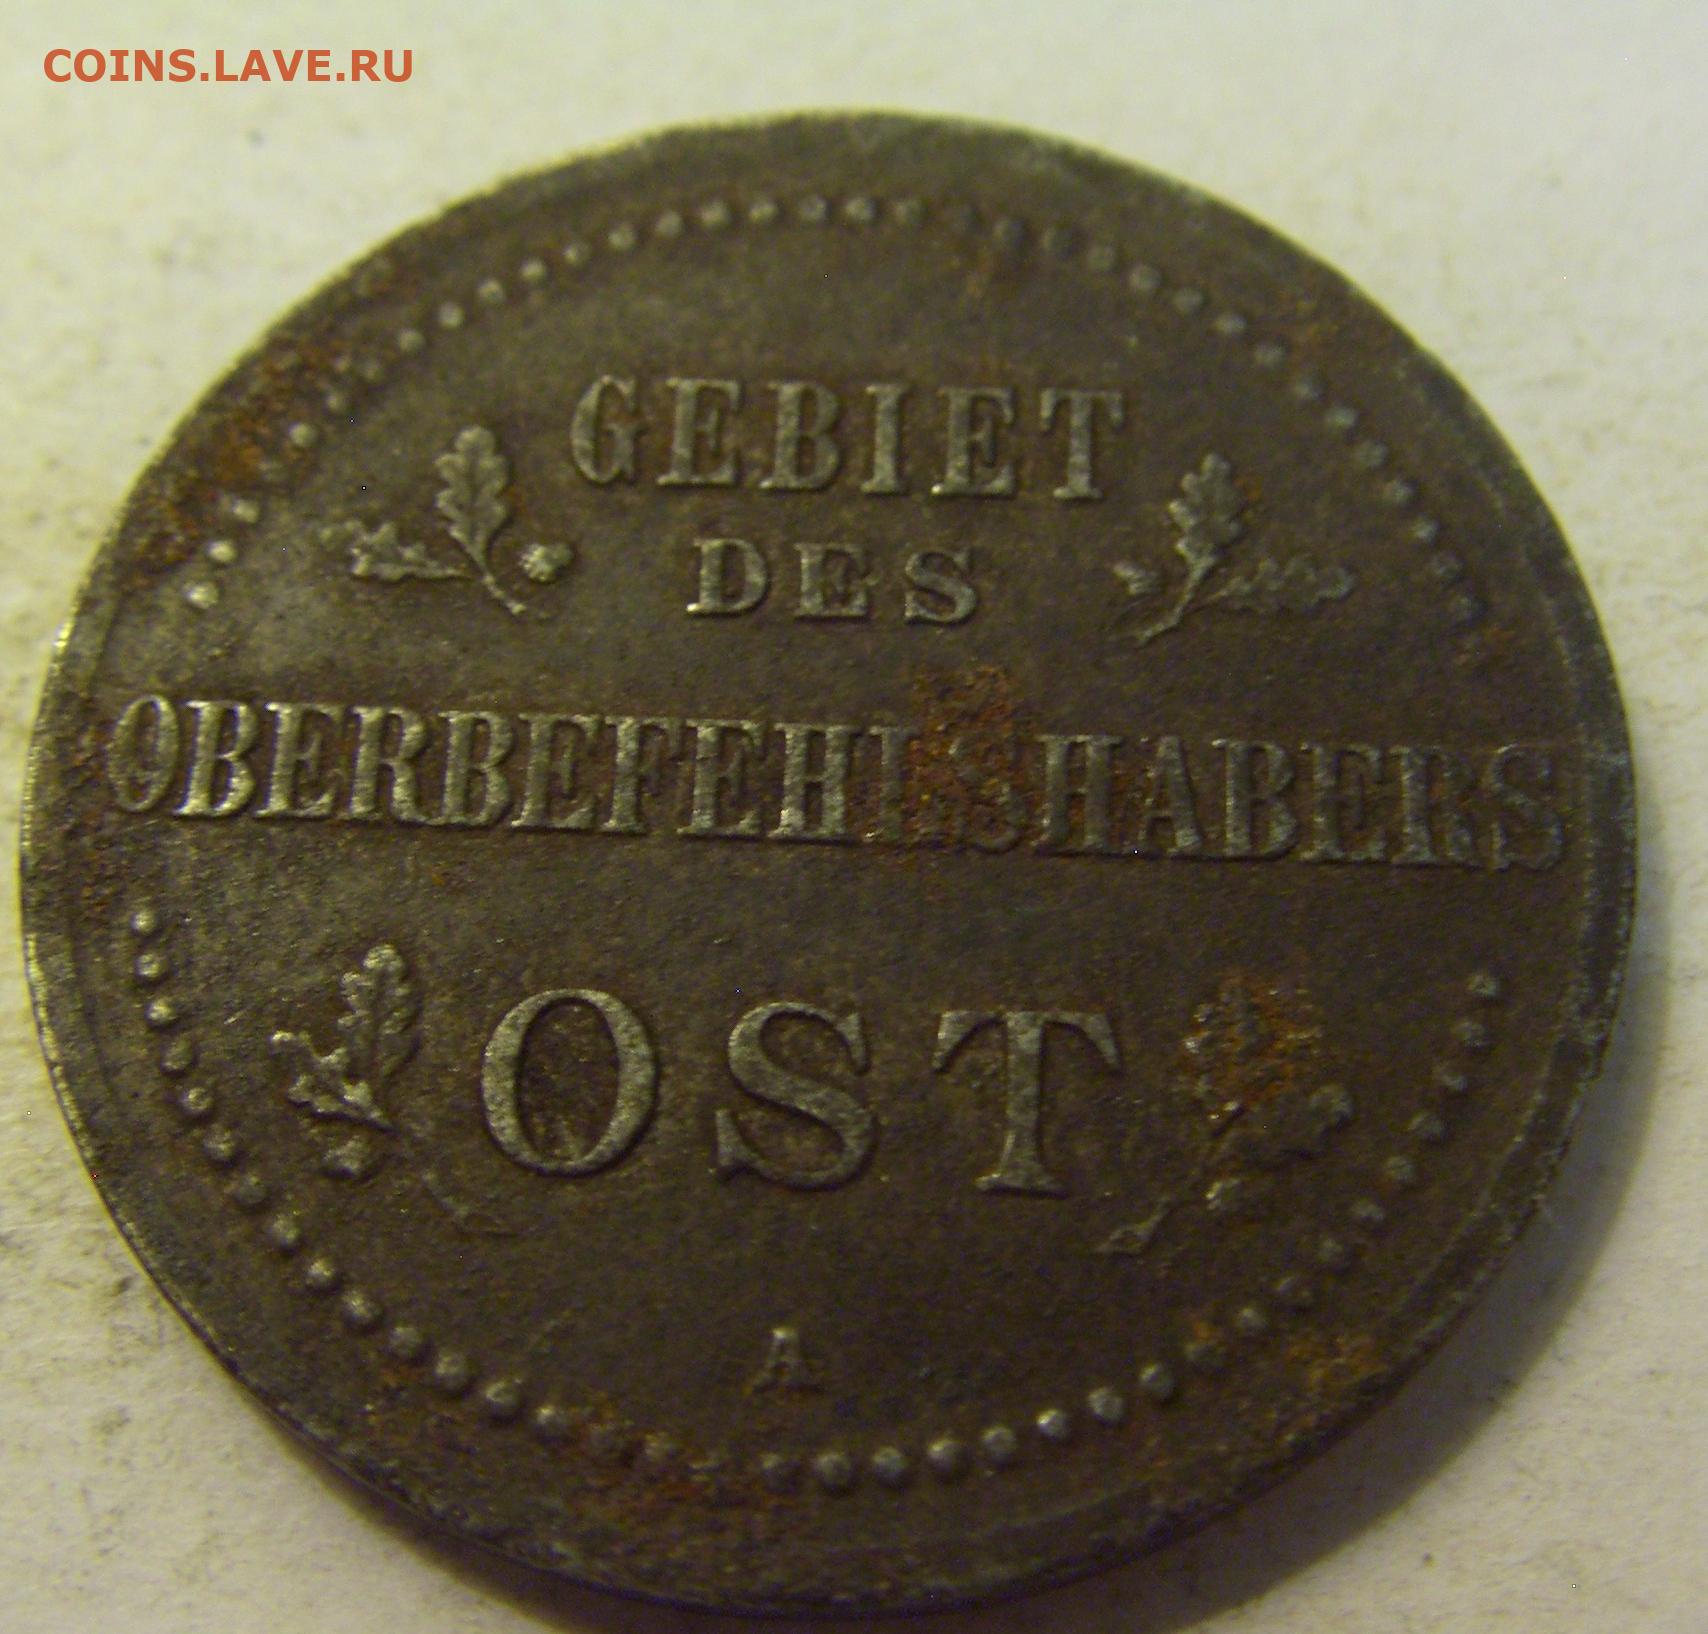 COINS.LAVE.RU
GEBIET
DES
OBERBEFEHLSHABERS
OST
A